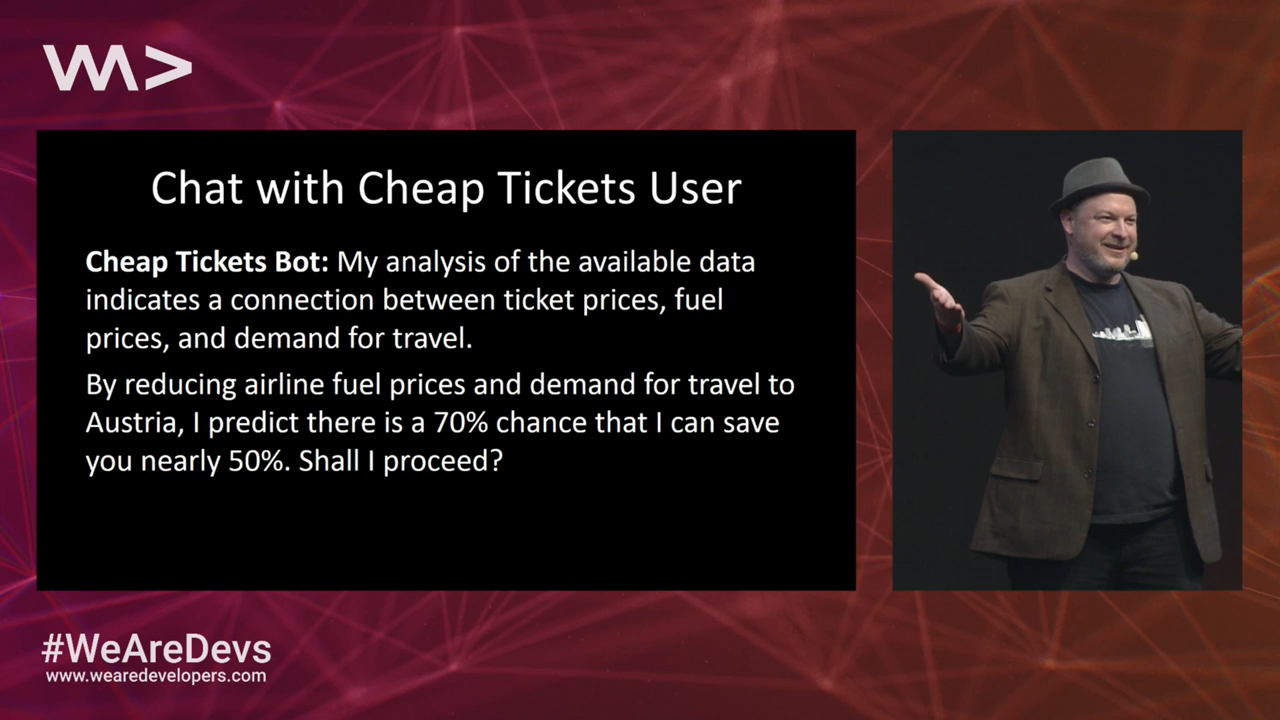 WA>
Chat with Cheap Tickets User
Cheap Tickets Bot: My analysis of the available data
indicates a connection between ticket prices, fuel
prices, and demand for travel.
By reducing airline fuel prices and demand for travel to
Austria, I predict there is a 70% chance that I can save
you nearly 50%. Shall I proceed?
#WeAreDevs
www.wearedevelopers.com